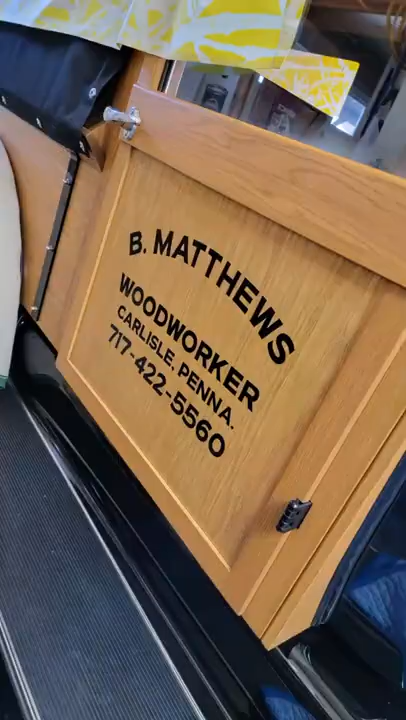 B. MATTHEWS
WOODWORKER
CARLISLE, PENNA.
717-422-5560